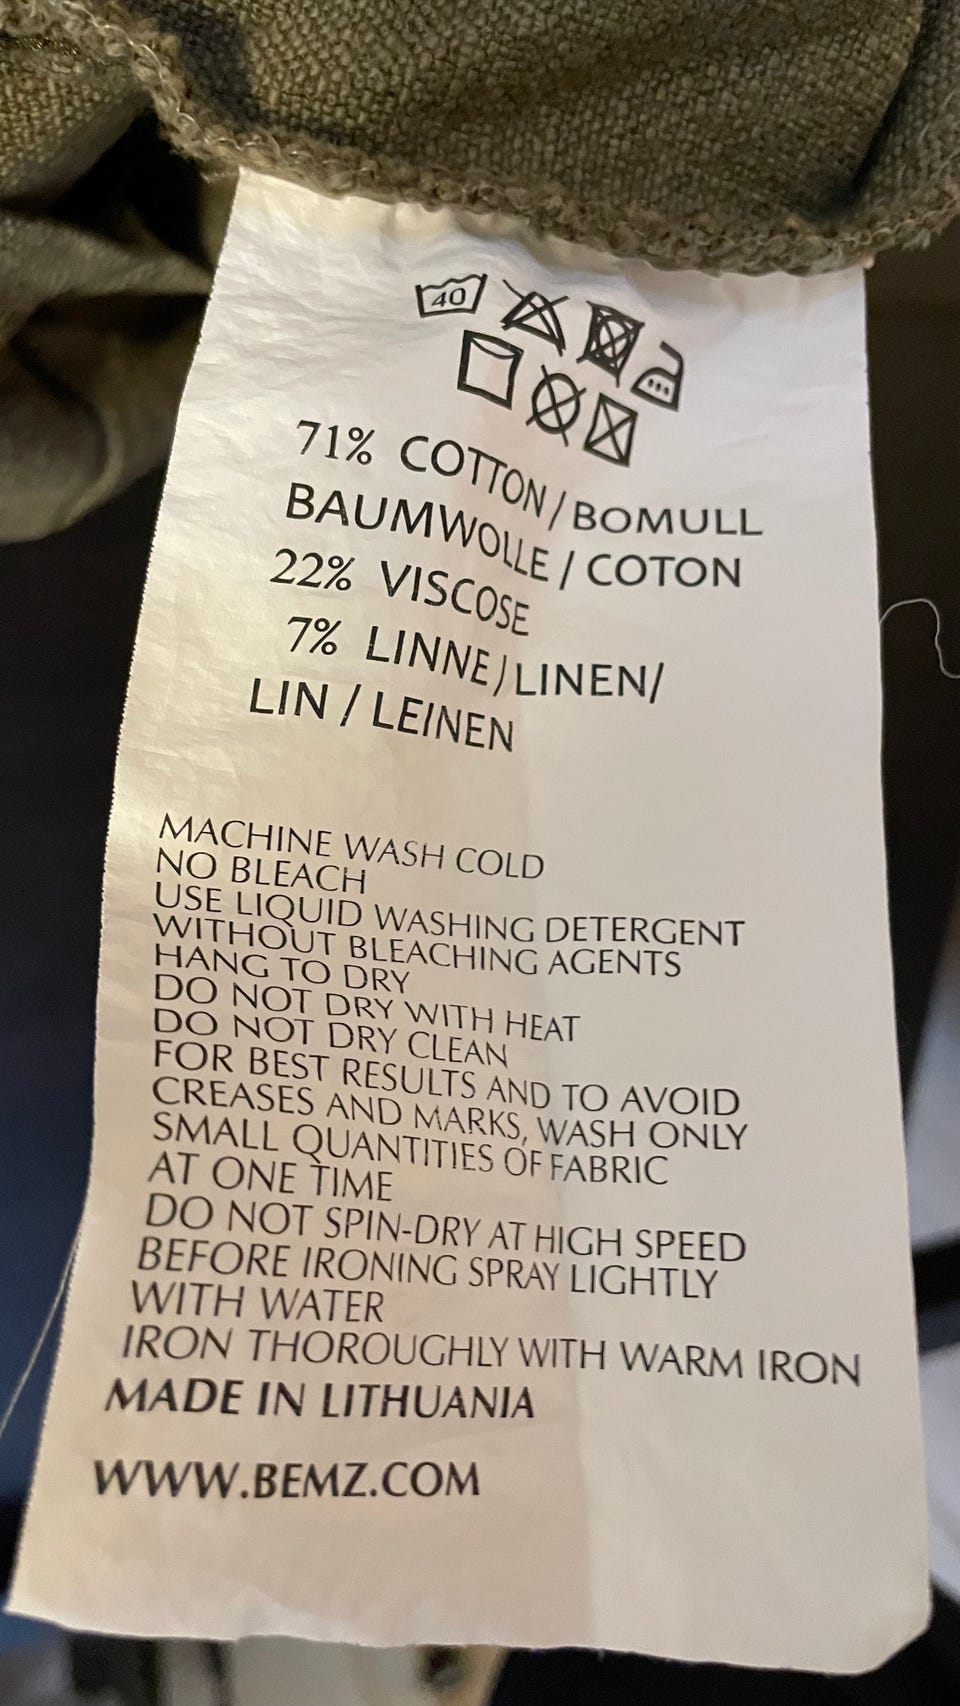 40
71% COTTON/BOMULL
BAUMWOLLE / COTON
22% VISCOSE
7% LINNE/LINEN/
LIN / LEINEN
MACHINE WASH COLD
NO BLEACH
USE LIQUID WASHING DETERGENT
WITHOUT BLEACHING AGENTS
HANG TO DRY
DO NOT DRY WITH HEAT
DO NOT DRY CLEAN
FOR BEST RESULTS AND TO AVOID
CREASES AND MARKS, WASH ONLY
SMALL QUANTITIES OF FABRIC
AT ONE TIME
DO NOT SPIN-DRY AT HIGH SPEED
BEFORE IRONING SPRAY LIGHTLY
WITH WATER
IRON THOROUGHLY WITH WARM IRON
MADE IN LITHUANIA
WWW.BEMZ.COM